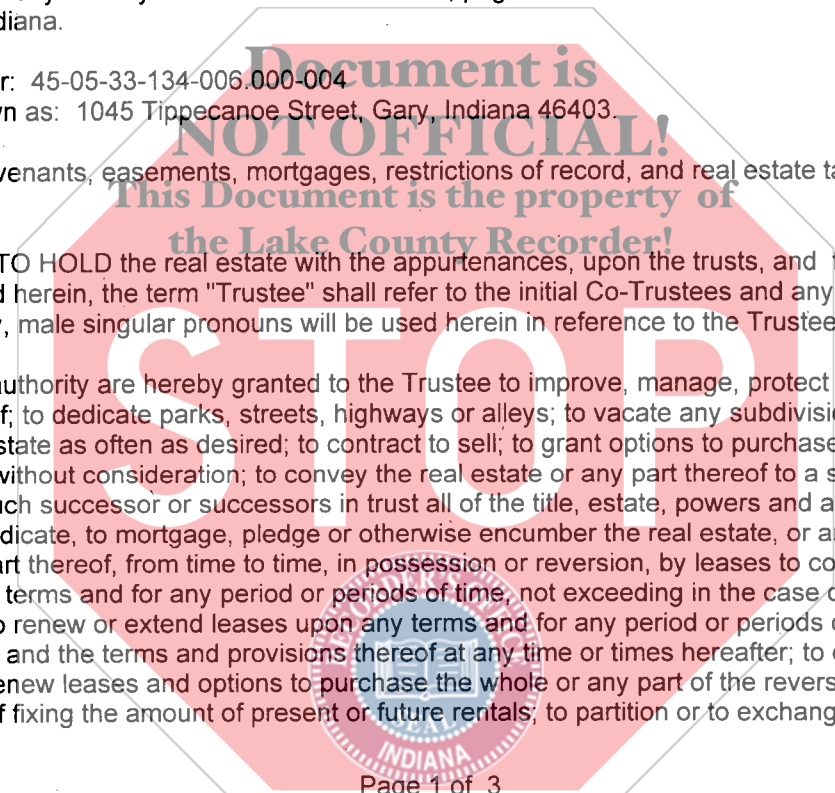 diana.
Document is
r: 45-05-33-134-006.000-004
n as: 1045 Tippecanoe Street, Gary, Indiana 46403.
NOT OFFICIAL!
venants, easements, mortgages, restrictions of record, and real estate ta
This Document is the property of
the Lake County Recorder!
TO HOLD the real estate with the appurtenances, upon the trusts, and
d herein, the term "Trustee" shall refer to the initial Co-Trustees and any
, male singular pronouns will be used herein in reference to the Trustee
STOP
authority are hereby granted to the Trustee to improve, manage, protect
f; to dedicate parks, streets, highways or alleys; to vacate any subdivisi
state as often as desired; to contract to sell; to grant options to purchase
without consideration; to convey the real estate or any part thereof to a s
uch successor or successors in trust all of the title, estate, powers and a
dicate, to mortgage, pledge or otherwise encumber the real estate, or a
art thereof, from time to time, in possession or reversion, by leases to co
terms and for any period or periods of time, not exceeding in the case o
o renew or extend leases upon any terms and for any period or periods o
and the terms and provisions thereof at any time or times hereafter; to
enew leases and options to purchase the whole or any part of the revers
f fixing the amount of present or future rentals; to partition or to exchang
RECORDER'S OFFICE
SEAL
INDIANA
Page 1 of 3